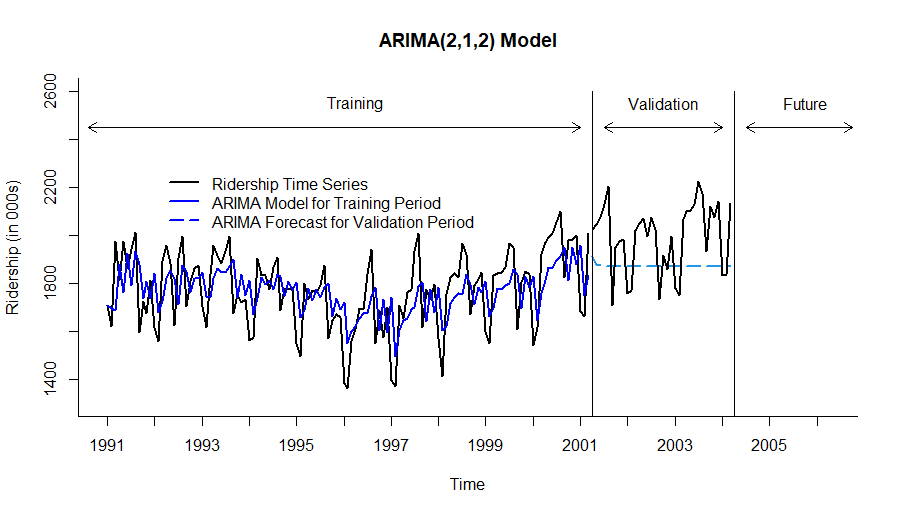 ARIMA(2,1,2) Model
Training
Validation
Future
Ridership Time Series
ARIMA Model for Training Period
ARIMA Forecast for Validation Period
Ridership (in 000s)
2600
2200
1800
1400
1991 1993 1995 1997 1999 2001 2003 2005
Time